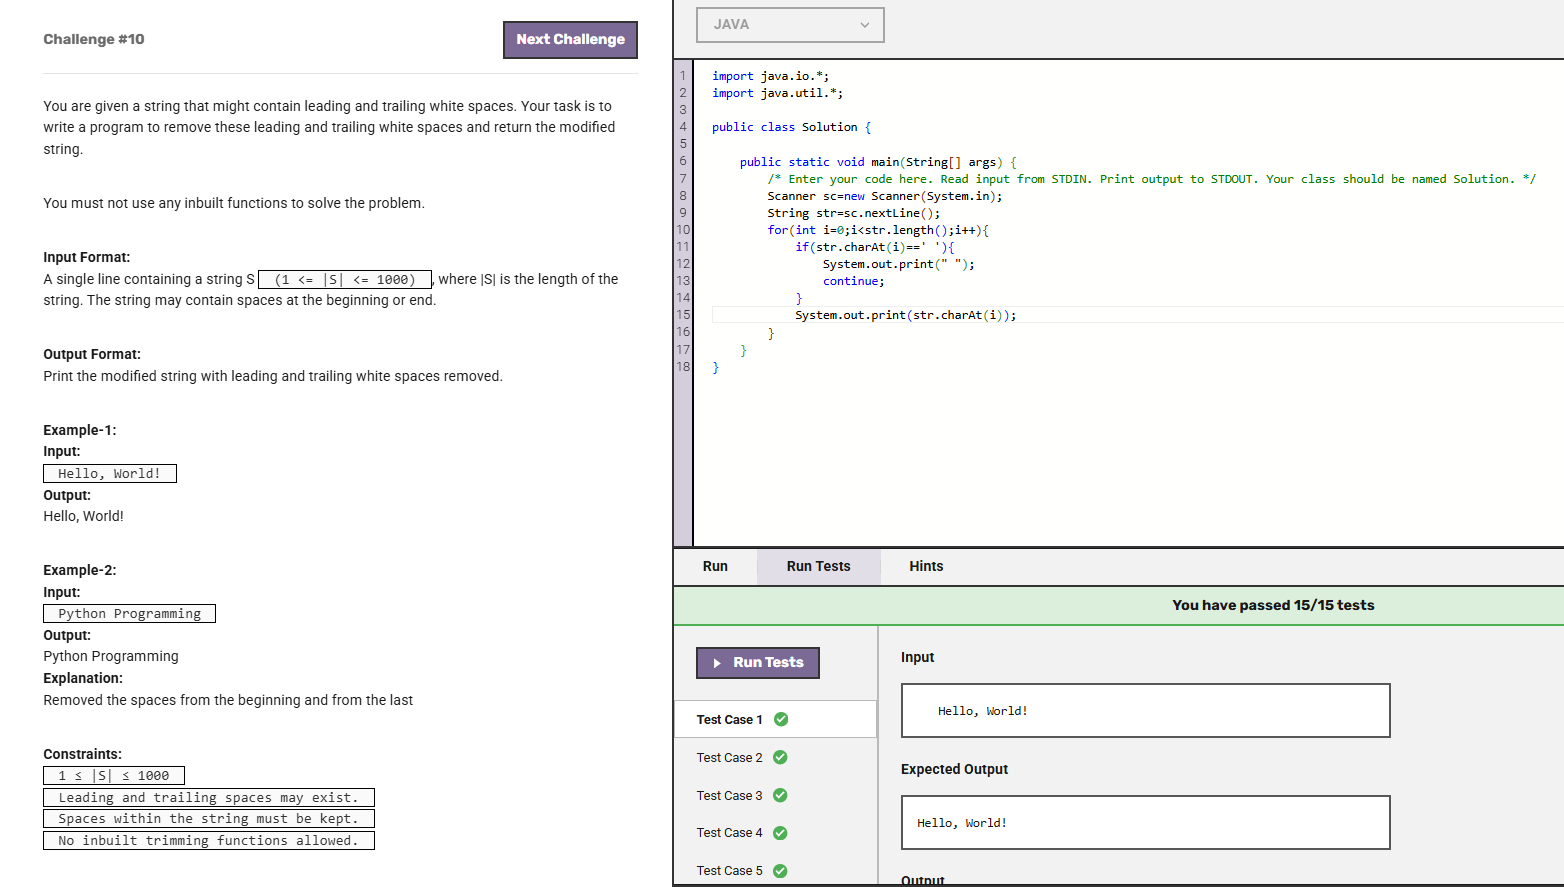 Challenge #10
Next Challenge
You are given a string that might contain leading and trailing white spaces. Your task is to
write a program to remove these leading and trailing white spaces and return the modified
string.
You must not use any inbuilt functions to solve the problem.
Input Format:
A single line containing a string S (1 <= |S| <= 1000) , where |S| is the length of the
string. The string may contain spaces at the beginning or end.
Output Format:
Print the modified string with leading and trailing white spaces removed.
Example-1:
Input:
Hello, World!
Output:
Hello, World!
Example-2:
Input:
Python Programming
Output:
Python Programming
Explanation:
Removed the spaces from the beginning and from the last
Constraints:
1 ≤ |S| ≤ 1000
Leading and trailing spaces may exist.
Spaces within the string must be kept.
No inbuilt trimming functions allowed.
JAVA
1 import java.io.*;
2 import java.util.*;
3
4 public class Solution {
5
6 public static void main(String[] args) {
7 /* Enter your code here. Read input from STDIN. Print output to STDOUT. Your class should be named Solution. */
8 Scanner sc=new Scanner(System.in);
9 String str=sc.nextLine();
10 for(int i=0;i<str.length();i++){
11 if(str.charAt(i)==' '){
12 System.out.print(" ");
13 continue;
14 }
15 System.out.print(str.charAt(i));
16 }
17 }
18 }
Run Run Tests Hints
You have passed 15/15 tests
Run Tests
Test Case 1
Test Case 2
Test Case 3
Test Case 4
Test Case 5
Input
Hello, World!
Expected Output
Hello, World!
Output